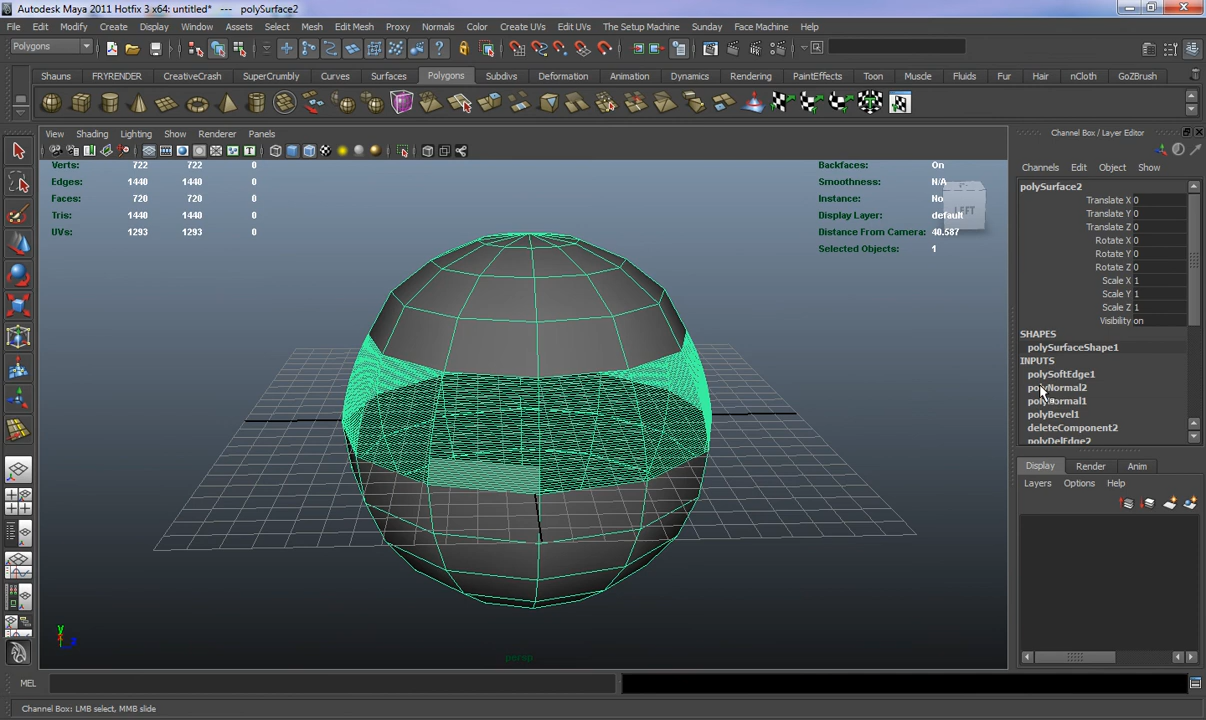 Autodesk Maya 2011 Hotfix 3 x64: untitled* --- polySurface2
File Edit Modify Create Display Window Assets Select Mesh Edit Mesh Proxy Normals Color Create UVs Edit UVs The Setup Machine Sunday Face Machine Help
Polygons
Shauns FRYRENDER CreativeCrash SuperCrumbly Curves Surfaces Polygons Subdivs Deformation Animation Dynamics Rendering PaintEffects Toon Muscle Fluids Fur Hair nCloth GoZBrush
View Shading Lighting Show Renderer Panels
Channel Box / Layer Editor
Channels Edit Object Show
Verts: 722 722 0
Edges: 1440 1440 0
Faces: 720 720 0
Tris: 1440 1440 0
UVs: 1293 1293 0
Backfaces: On
Smoothness: N/A
Instance: No
Display Layer: default
Distance From Camera: 40.587
Selected Objects: 1
LEFT
polySurface2
Translate X 0
Translate Y 0
Translate Z 0
Rotate X 0
Rotate Y 0
Rotate Z 0
Scale X 1
Scale Y 1
Scale Z 1
Visibility on
SHAPES
polySurfaceShape1
INPUTS
polySoftEdge1
polyNormal2
polyNormal1
polyBevel1
deleteComponent2
polyDelEdge2
Display Render Anim
Layers Options Help
y
persp
MEL
Channel Box: LMB select, MMB slide